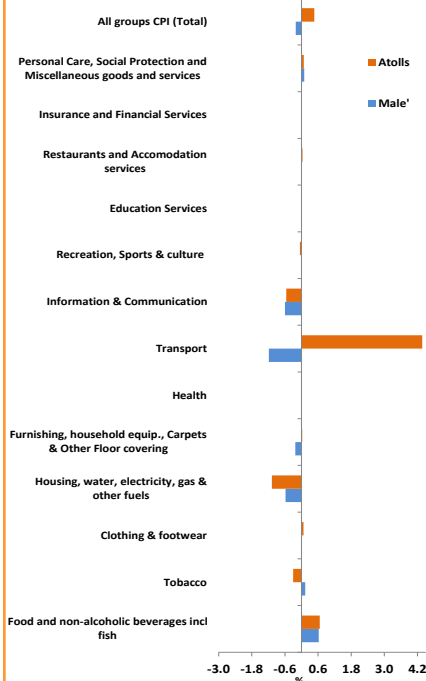 All groups CPI (Total)
Personal Care, Social Protection and
Miscellaneous goods and services
Atolls
Male'
Insurance and Financial Services
Restaurants and Accomodation
services
Education Services
Recreation, Sports & culture
Information & Communication
Transport
Health
Furnishing, household equip., Carpets
& Other Floor covering
Housing, water, electricity, gas &
other fuels
Clothing & footwear
Tobacco
Food and non-alcoholic beverages incl
fish
-3.0 -1.8 -0.6 0.6 1.8 3.0 4.2
%